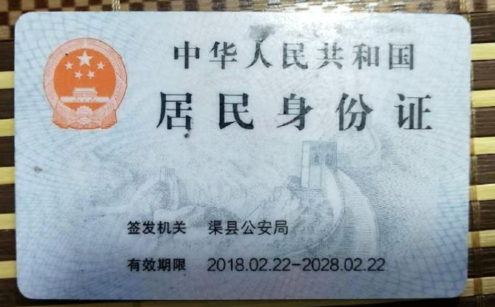 中华人民共和国
居民身份证
签发机关 渠县公安局
有效期限 2018.02.22-2028.02.22